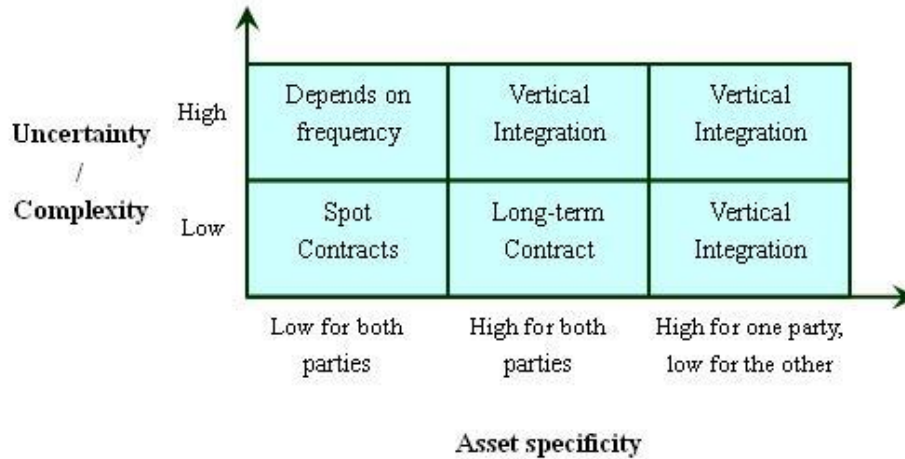 High
Depends on
frequency
Vertical
Integration
Vertical
Integration
Uncertainty
/
Complexity
Low
Spot
Contracts
Long-term
Contract
Vertical
Integration
Low for both
parties
High for both
parties
High for one party,
low for the other
Asset specificity